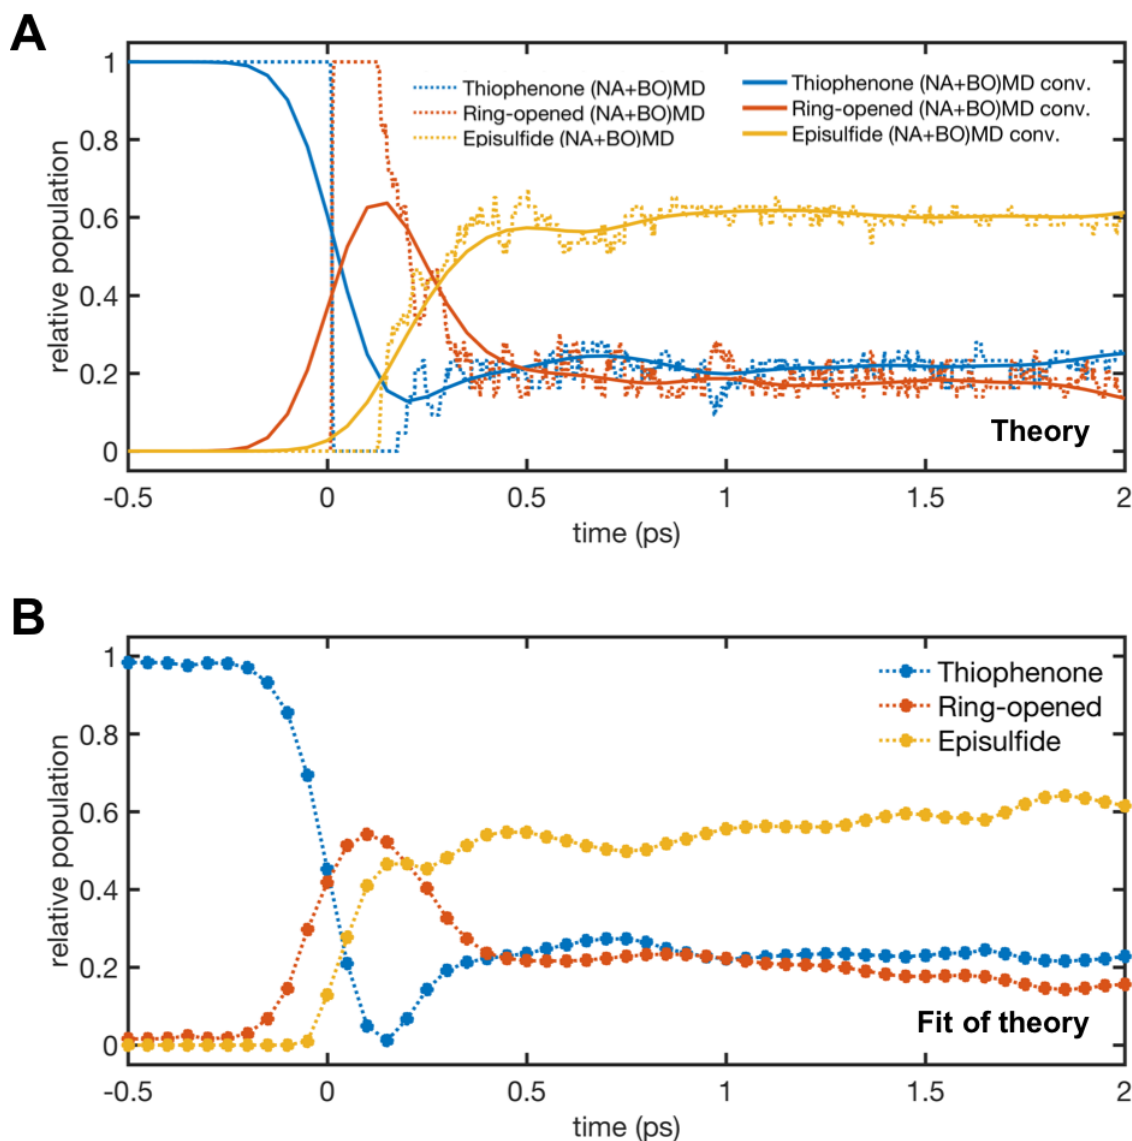 A
relative population
1
0.8
0.6
0.4
0.2
0
Thiophenone (NA+BO)MD
Ring-opened (NA+BO)MD
Episulfide (NA+BO)MD
Thiophenone (NA+BO)MD conv.
Ring-opened (NA+BO)MD conv.
Episulfide (NA+BO)MD conv.
Theory
-0.5 0 0.5 1 1.5 2
time (ps)
B
relative population
1
0.8
0.6
0.4
0.2
0
Thiophenone
Ring-opened
Episulfide
Fit of theory
-0.5 0 0.5 1 1.5 2
time (ps)